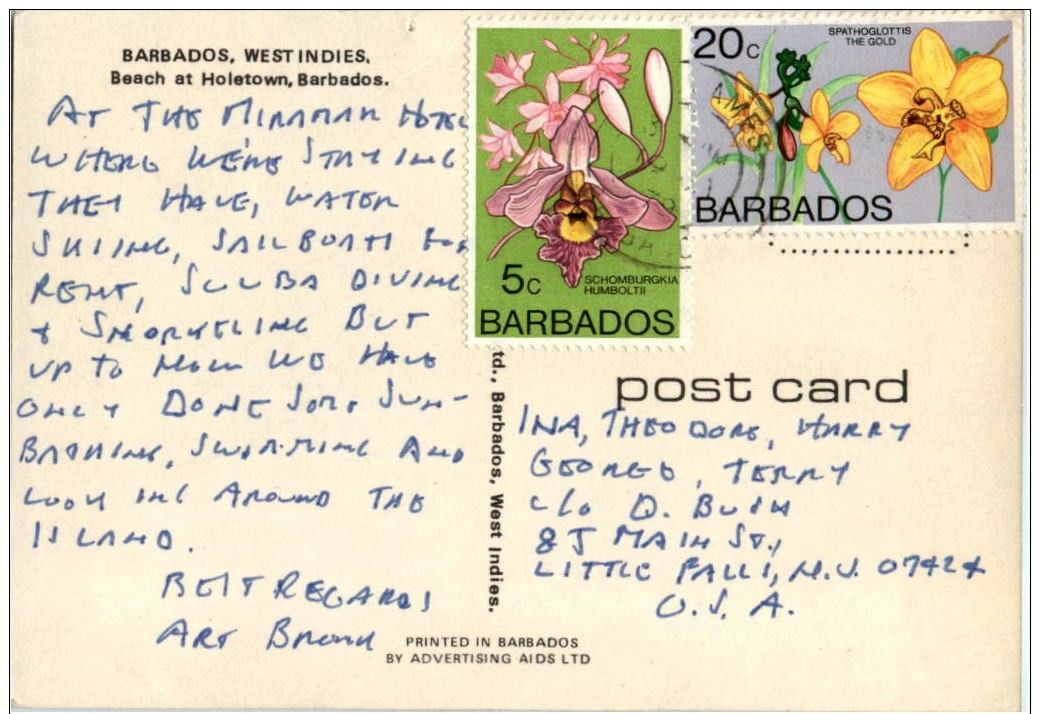 BARBADOS, WEST INDIES.
Beach at Holetown, Barbados.
AT THE MIRAMAR HOTEL
WHERE WE'RE STAYING
THEY HAVE, WATER
SKIING, SAILBOATS FOR
RENT, SCUBA DIVING
& SNORKELING BUT
UP TO NOW WE HAVE
ONLY DONE SOME SUN-
BATHING, SWIMMING AND
LOOKING AROUND THE
ISLAND.
BEST REGARDS
ART BROWN
5c
SCHOMBURGKIA
HUMBOLTII
BARBADOS
20c
SPATHOGLOTTIS
THE GOLD
BARBADOS
td., Barbados, West Indies.
post card
INA, THEODORE, HARRY
GEORGE, TERRY
c/o D. BUSH
85 MAIN ST.,
LITTLE FALLS, N.J. 07424
U.S.A.
PRINTED IN BARBADOS
BY ADVERTISING AIDS LTD